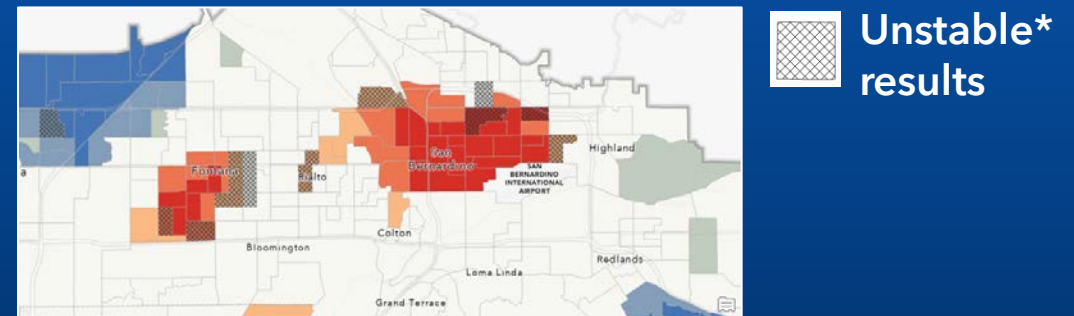 Unstable*
results
San
Bernardino
Highland
SAN
BERNARDINO
INTERNATIONAL
AIRPORT
a
Fontana
Rialto
Colton
Bloomington
Redlands
Loma Linda
Grand Terrace